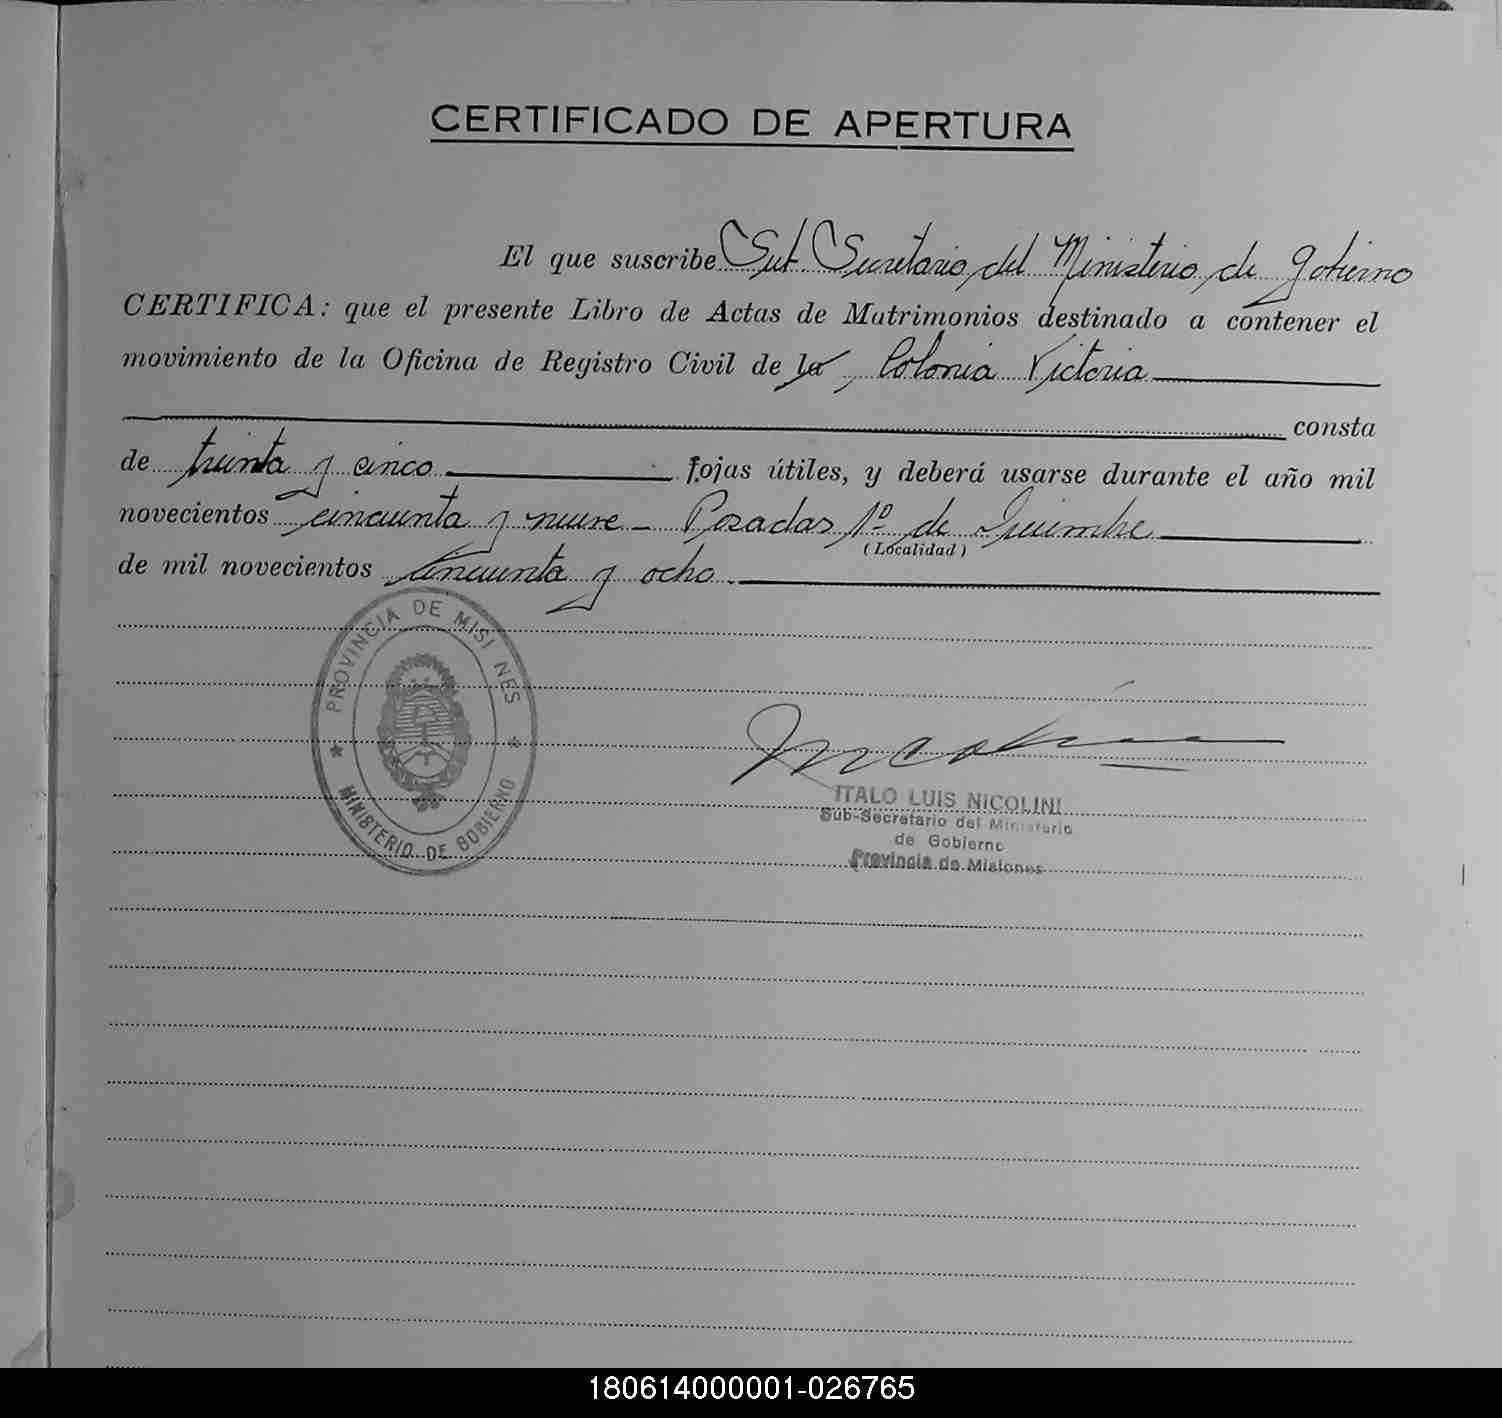 CERTIFICADO DE APERTURA
El que suscribe Sub Secretario del Ministerio de Gobierno
CERTIFICA: que el presente Libro de Actas de Matrimonios destinado a contener el
movimiento de la Oficina de Registro Civil de la, Colonia Victoria
consta
de treinta y cinco fojas útiles, y deberá usarse durante el año mil
novecientos cincuenta y nueve - Posadas 1º de Diciembre
(Localidad)
de mil novecientos cincuenta y ocho.
PROVINCIA DE MISIONES
MINISTERIO DE GOBIERNO
ITALO LUIS NICOLINI
Sub-Secretario del Ministerio
de Gobierno
Provincia de Misiones
180614000001-026765